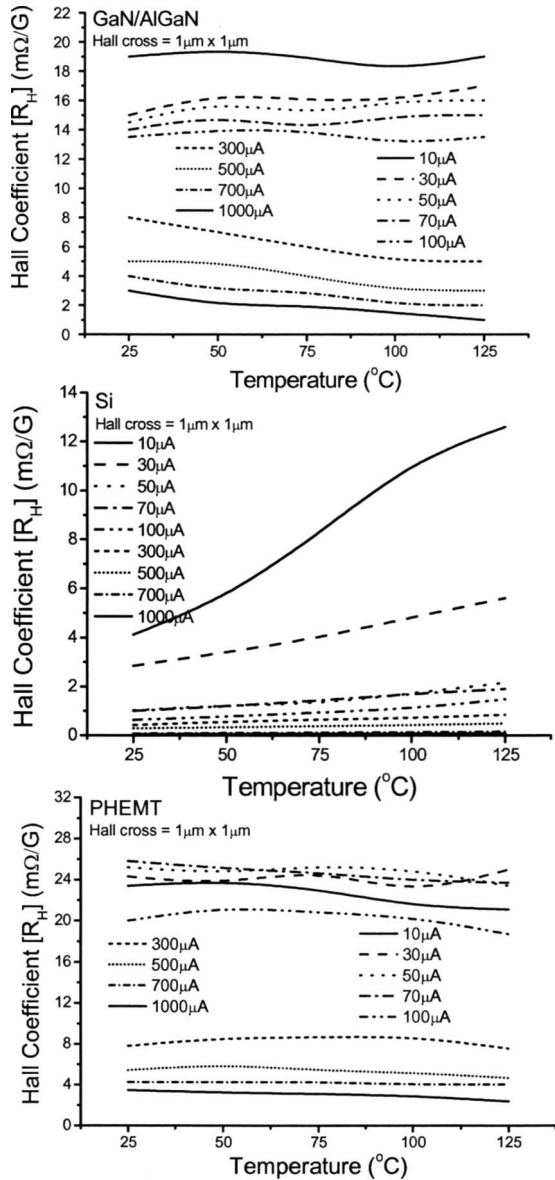 GaN/AlGaN
Hall cross = 1μm x 1μm
Hall Coefficient [R_H] (mΩ/G)
22
20
18
16
14
12
10
8
6
4
2
0
300μA
500μA
700μA
1000μA
10μA
30μA
50μA
70μA
100μA
25
50
75
100
125
Temperature (°C)
Si
Hall cross = 1μm x 1μm
Hall Coefficient [R_H] (mΩ/G)
14
12
10
8
6
4
2
0
10μA
30μA
50μA
70μA
100μA
300μA
500μA
700μA
1000μA
25
50
75
100
125
Temperature (°C)
PHEMT
Hall cross = 1μm x 1μm
Hall Coefficient [R_H] (mΩ/G)
32
28
24
20
16
12
8
4
0
300μA
500μA
700μA
1000μA
10μA
30μA
50μA
70μA
100μA
25
50
75
100
125
Temperature (°C)